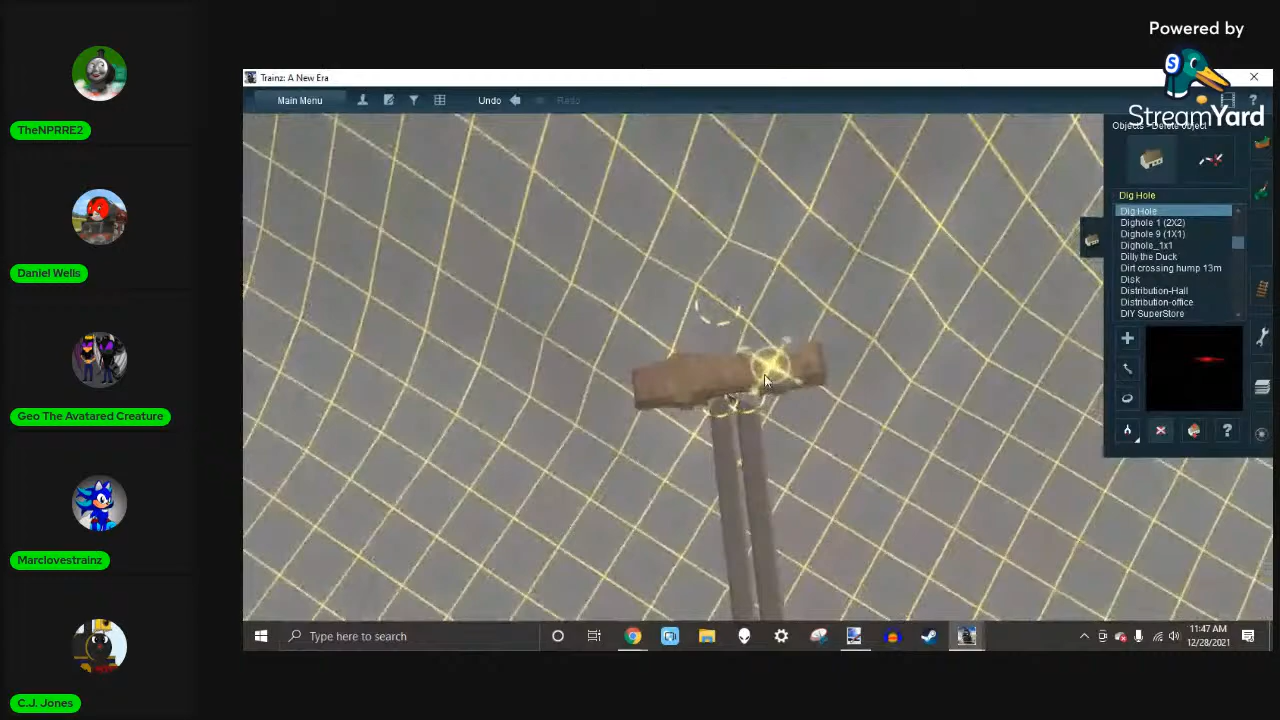 Powered by
StreamYard
TheNPRRE2
Daniel Wells
Geo The Avatared Creature
Marclovestrainz
C.J. Jones
Trainz: A New Era
Main Menu
Undo
Redo
?
Objects - Delete object
Dig Hole
Dig Hole
Dighole 1 (2X2)
Dighole 9 (1X1)
Dighole_1x1
Dilly the Duck
Dirt crossing hump 13m
Disk
Distribution-Hall
Distribution-office
DIY SuperStore
?
Type here to search
11:47 AM
12/28/2021